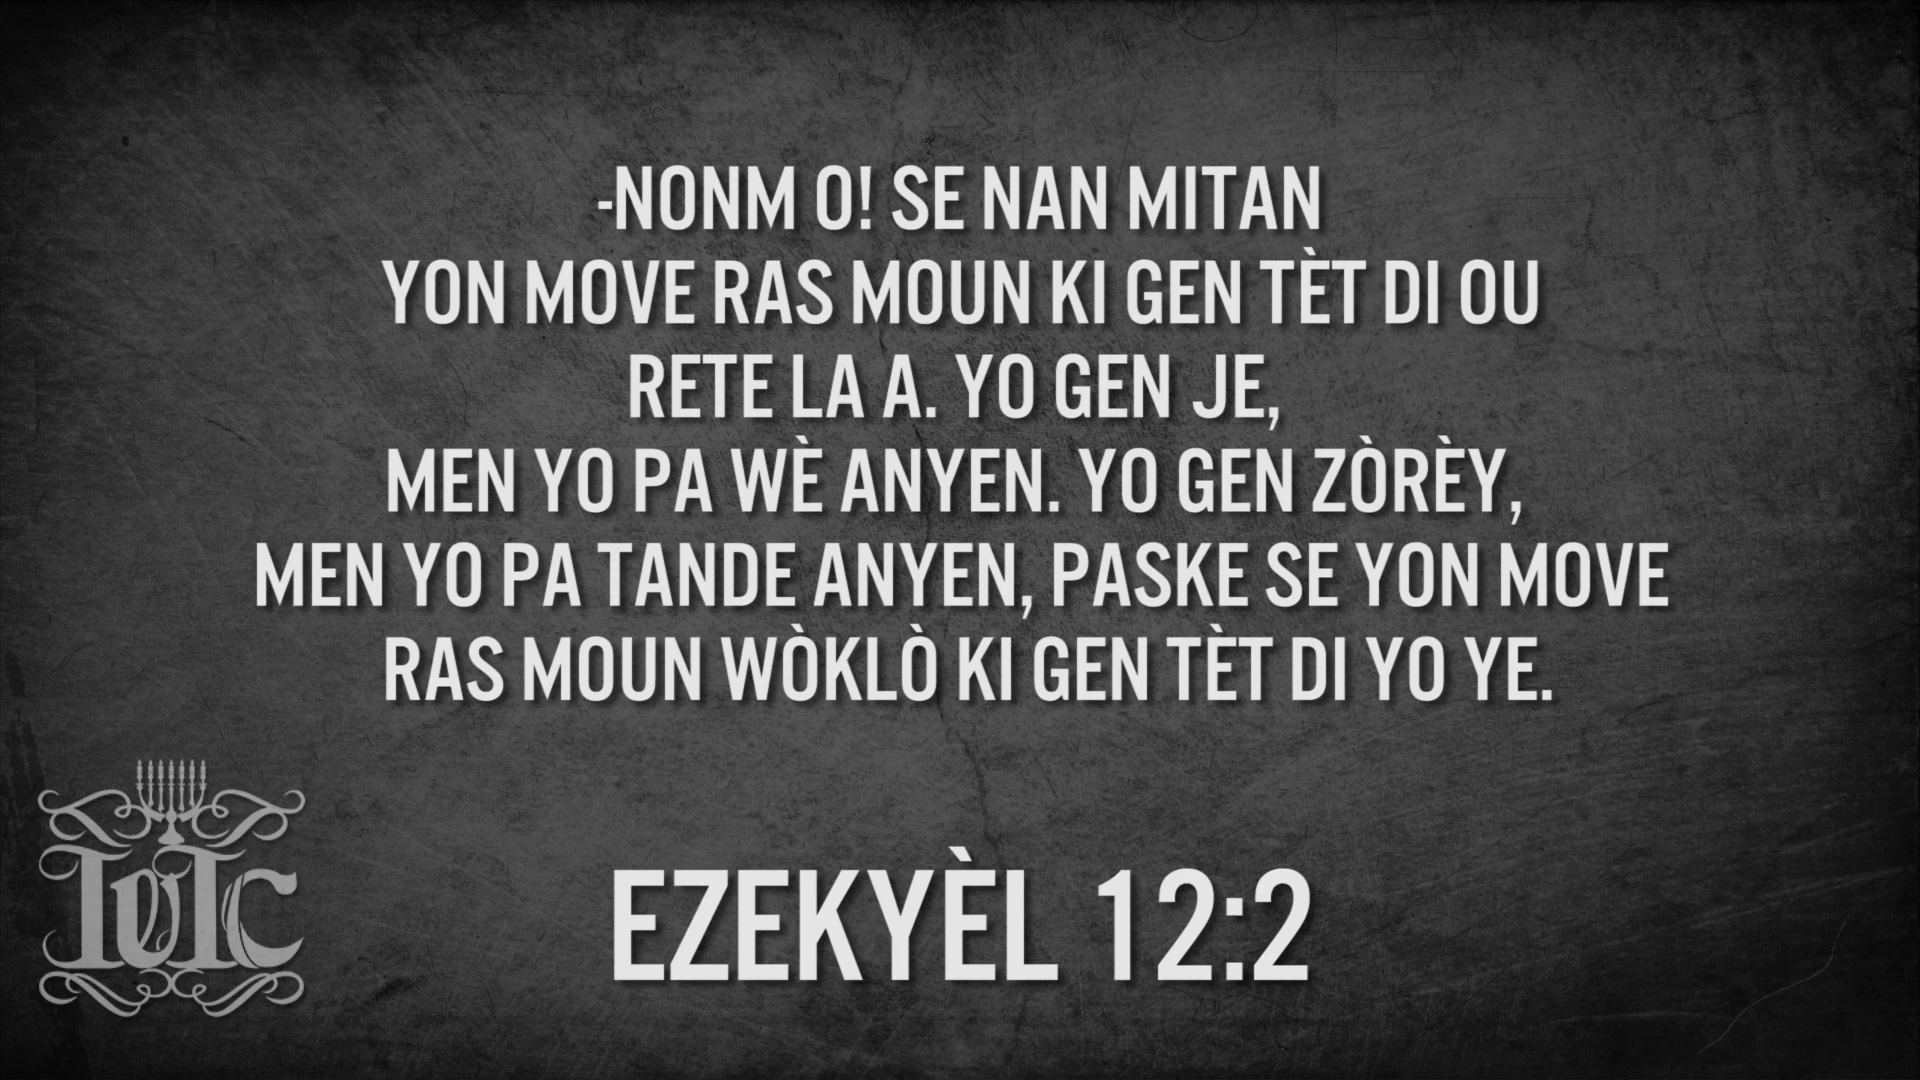 -NONM O! SE NAN MITAN
YON MOVE RAS MOUN KI GEN TÈT DI OU
RETE LA A. YO GEN JE,
MEN YO PA WÈ ANYEN. YO GEN ZÒRÈY,
MEN YO PA TANDE ANYEN, PASKE SE YON MOVE
RAS MOUN WÒKLÒ KI GEN TÈT DI YO YE.
IUIC
EZEKYÈL 12:2